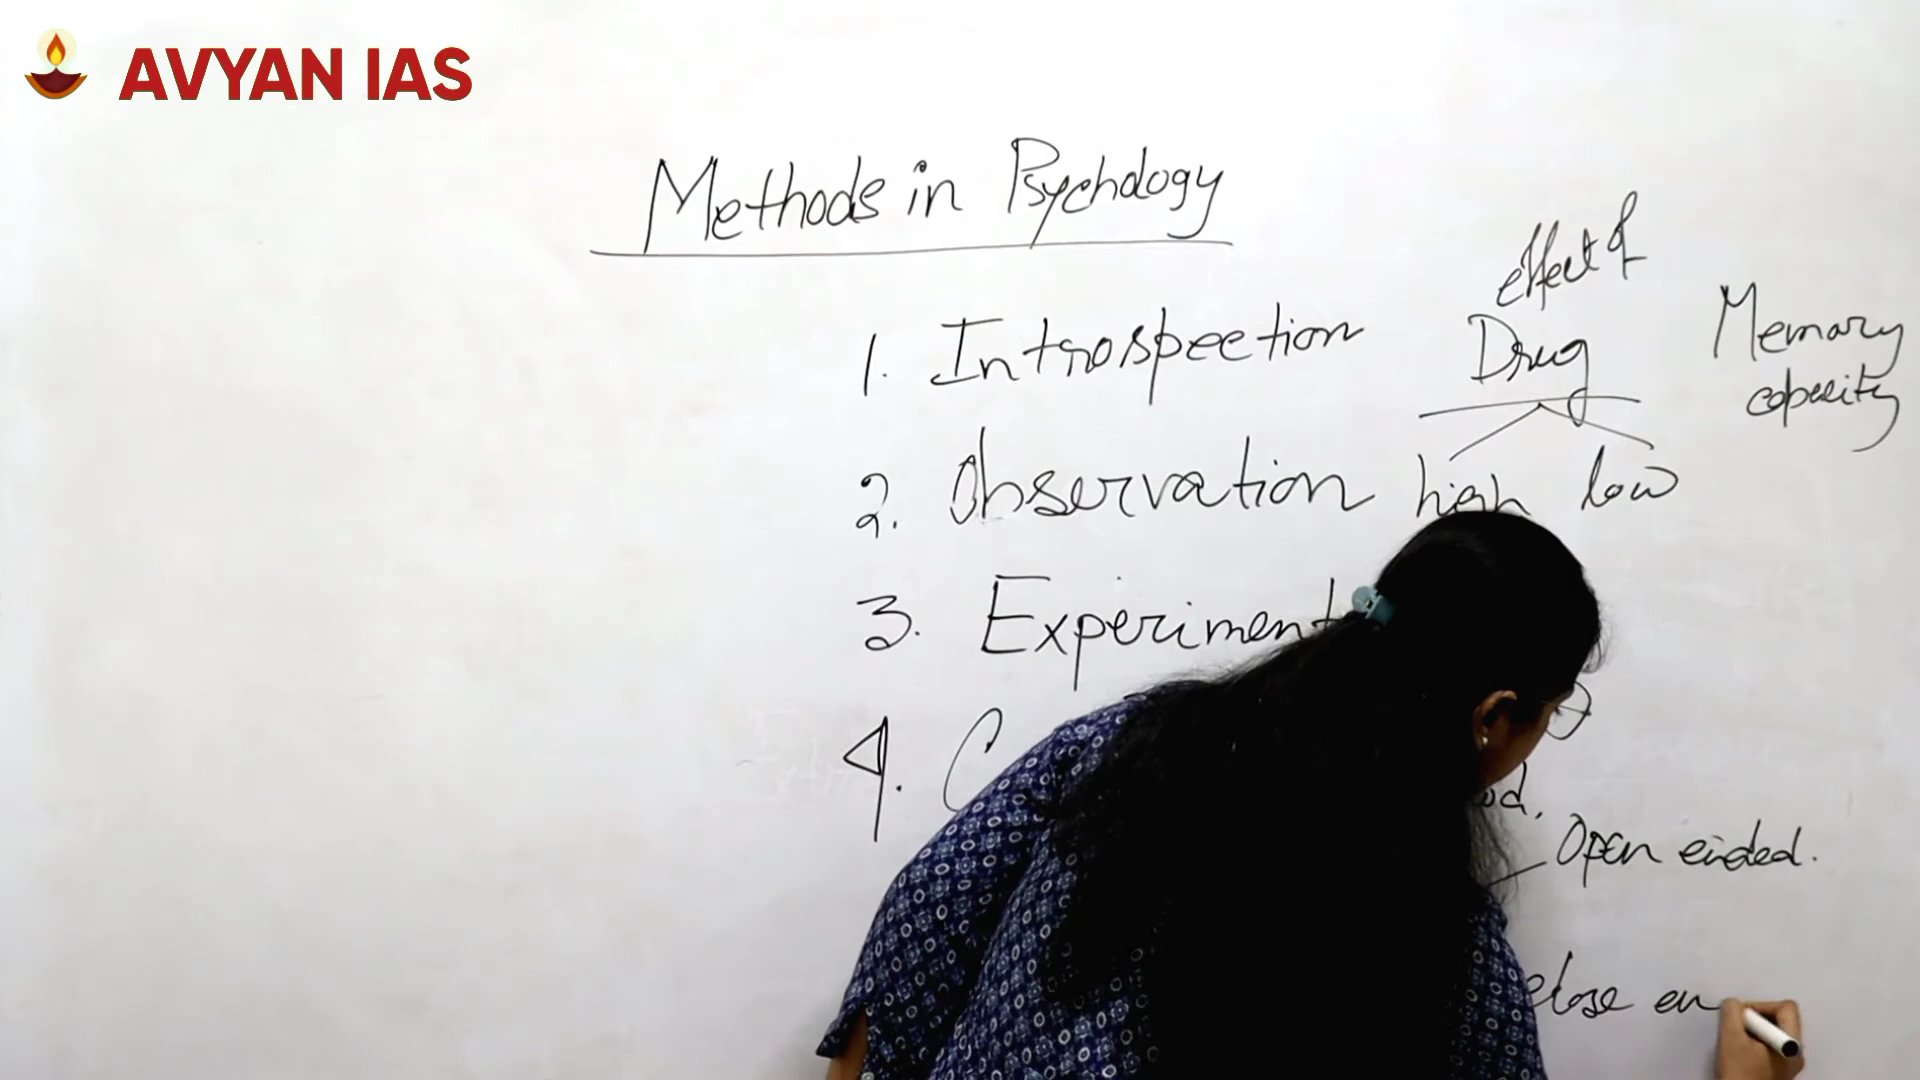 AVYAN IAS
Methods in Psychology
1. Introspection
2. Observation
3. Experiment
4.
effect of
Drug
high low
Memory
capacity
Open ended.
close en